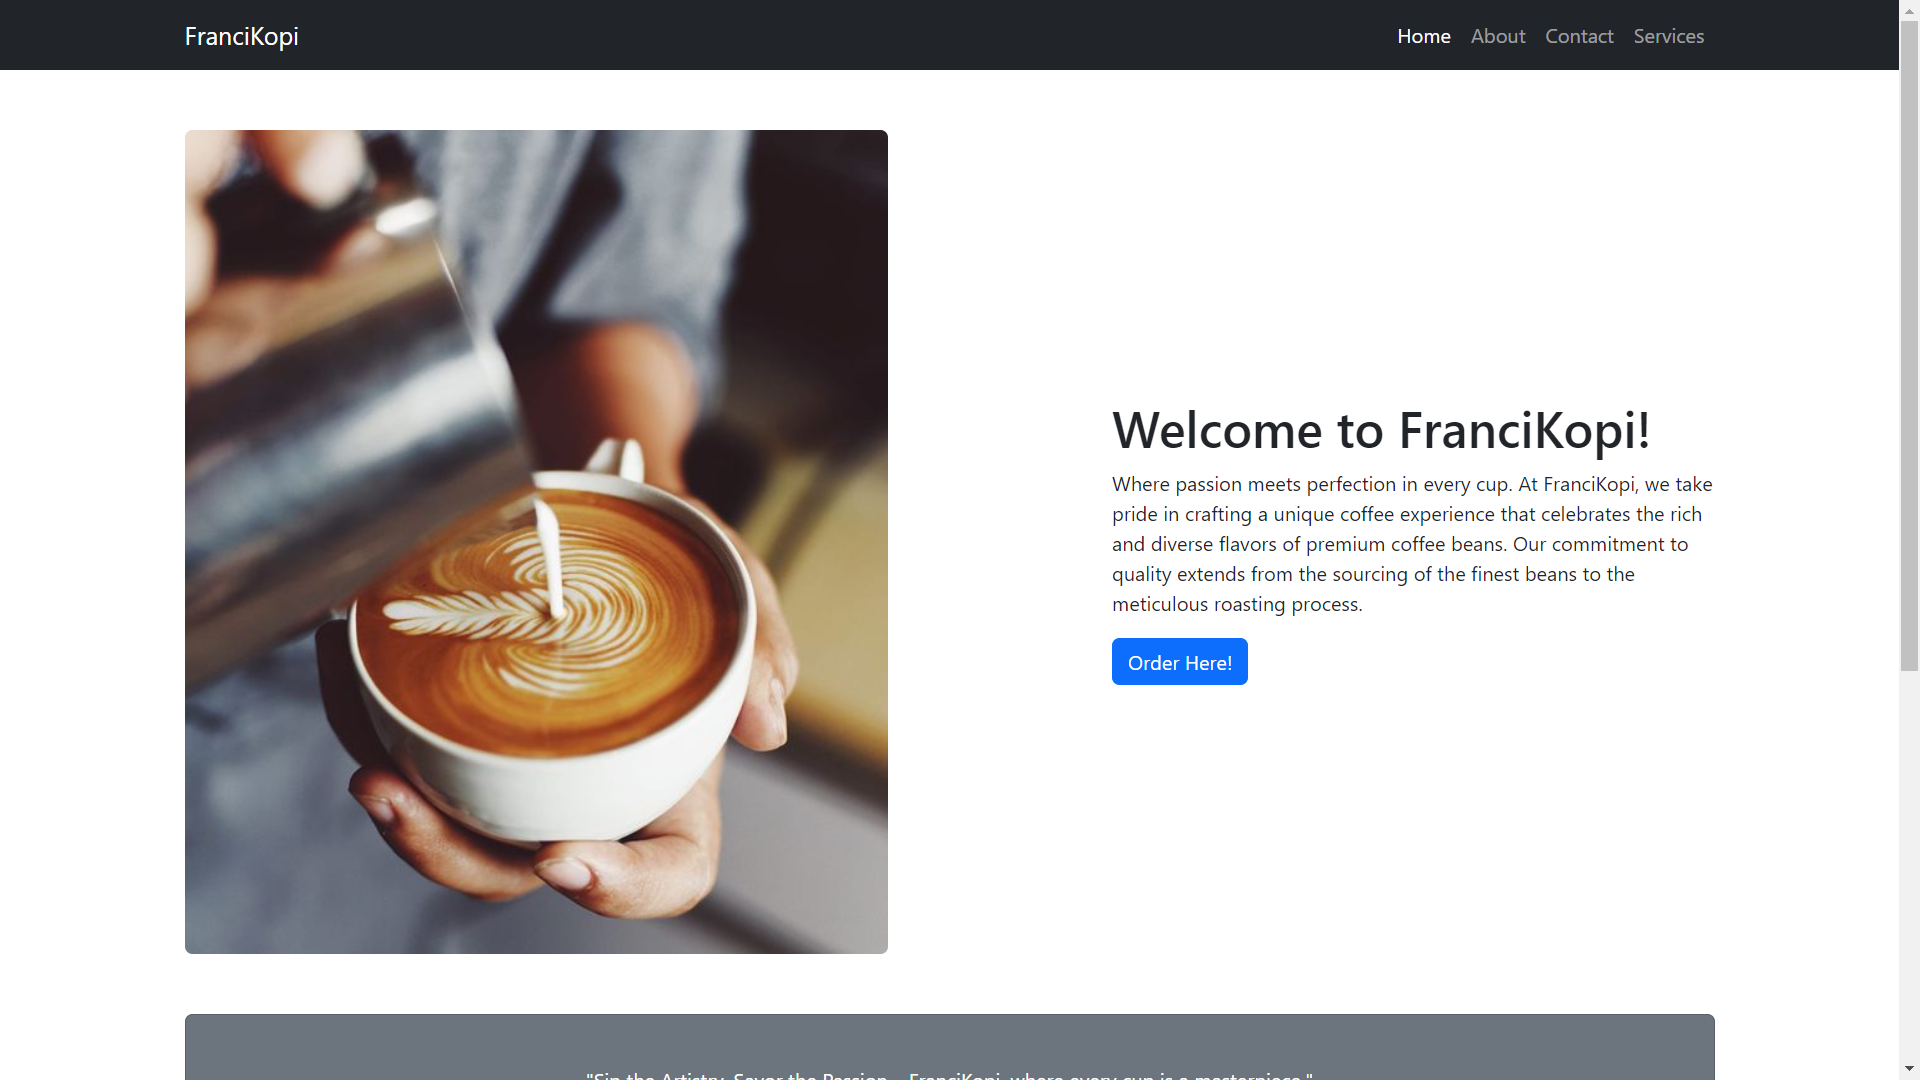 FranciKopi
Home About Contact Services
Welcome to FranciKopi!
Where passion meets perfection in every cup. At FranciKopi, we take
pride in crafting a unique coffee experience that celebrates the rich
and diverse flavors of premium coffee beans. Our commitment to
quality extends from the sourcing of the finest beans to the
meticulous roasting process.
Order Here!
"Sip the Artistry, Savor the Passion – FranciKopi, where every cup is a masterpiece."